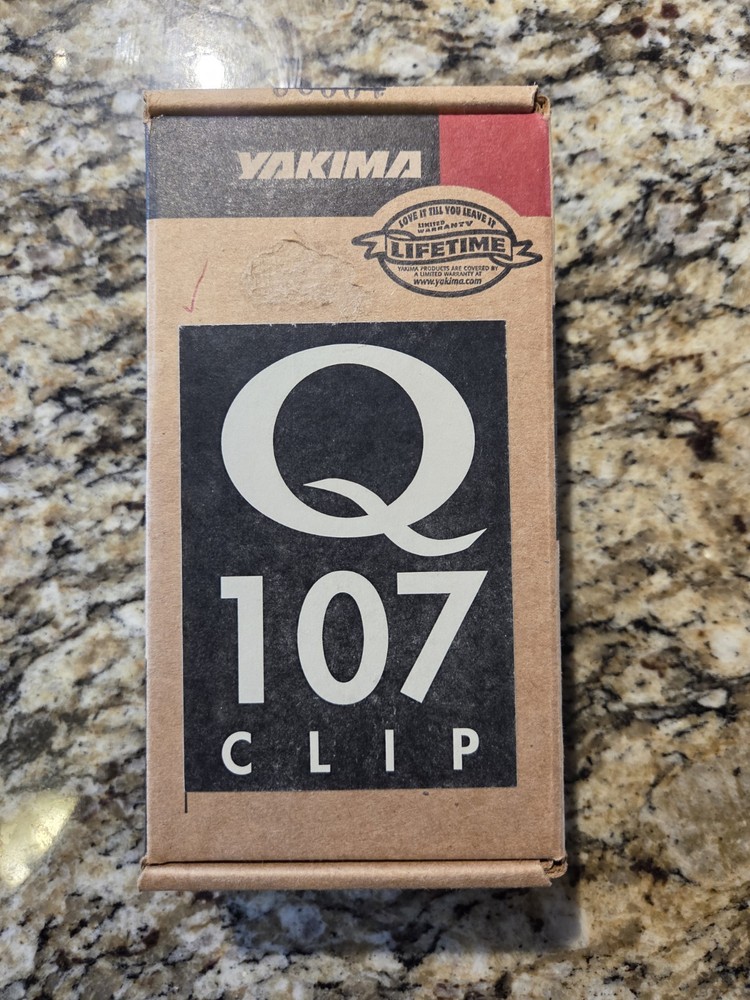 YAKIMA
LOVE IT TILL YOU LEAVE IT
LIMITED
WARRANTY
LIFETIME
YAKIMA PRODUCTS ARE COVERED BY
A LIMITED WARRANTY AT
www.yakima.com
Q
107
CLIP